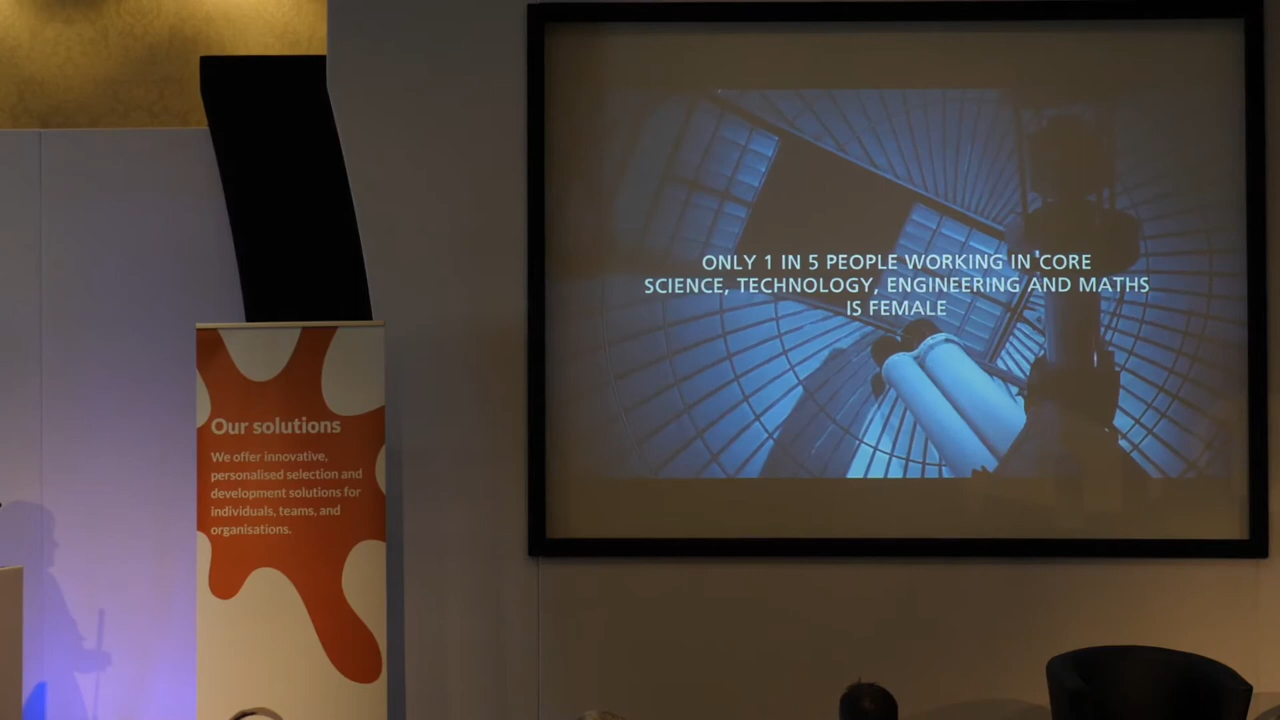 Our solutions
We offer innovative,
personalised selection and
development solutions for
individuals, teams, and
organisations.
ONLY 1 IN 5 PEOPLE WORKING IN CORE
SCIENCE, TECHNOLOGY, ENGINEERING AND MATHS
IS FEMALE